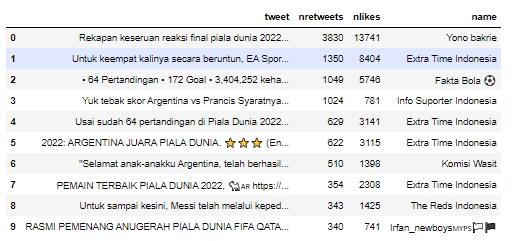 tweet nretweets nlikes name
0 Rekapan keseruan reaksi final piala dunia 2022... 3830 13741 Yono bakrie
1 Untuk keempat kalinya secara beruntun, EA Spor... 1350 8404 Extra Time Indonesia
2 • 64 Pertandingan • 172 Goal • 3,404,252 keha... 1049 5746 Fakta Bola ⚽
3 Yuk tebak skor Argentina vs Prancis Syaratnya... 1024 781 Info Suporter Indonesia
4 Usai sudah 64 pertandingan di Piala Dunia 2022... 629 3141 Extra Time Indonesia
5 2022: ARGENTINA JUARA PIALA DUNIA. ⭐⭐⭐ (En... 622 3115 Extra Time Indonesia
6 "Selamat anak-anakku Argentina, telah berhasil... 510 1398 Komisi Wasit
7 PEMAIN TERBAIK PIALA DUNIA 2022, 🐑 AR https://... 354 2308 Extra Time Indonesia
8 Untuk sampai kesini, Messi telah melalui keped... 343 1425 The Reds Indonesia
9 RASMI PEMENANG ANUGERAH PIALA DUNIA FIFA QATA... 340 741 Irfan_newboysMYPS🏳🏴